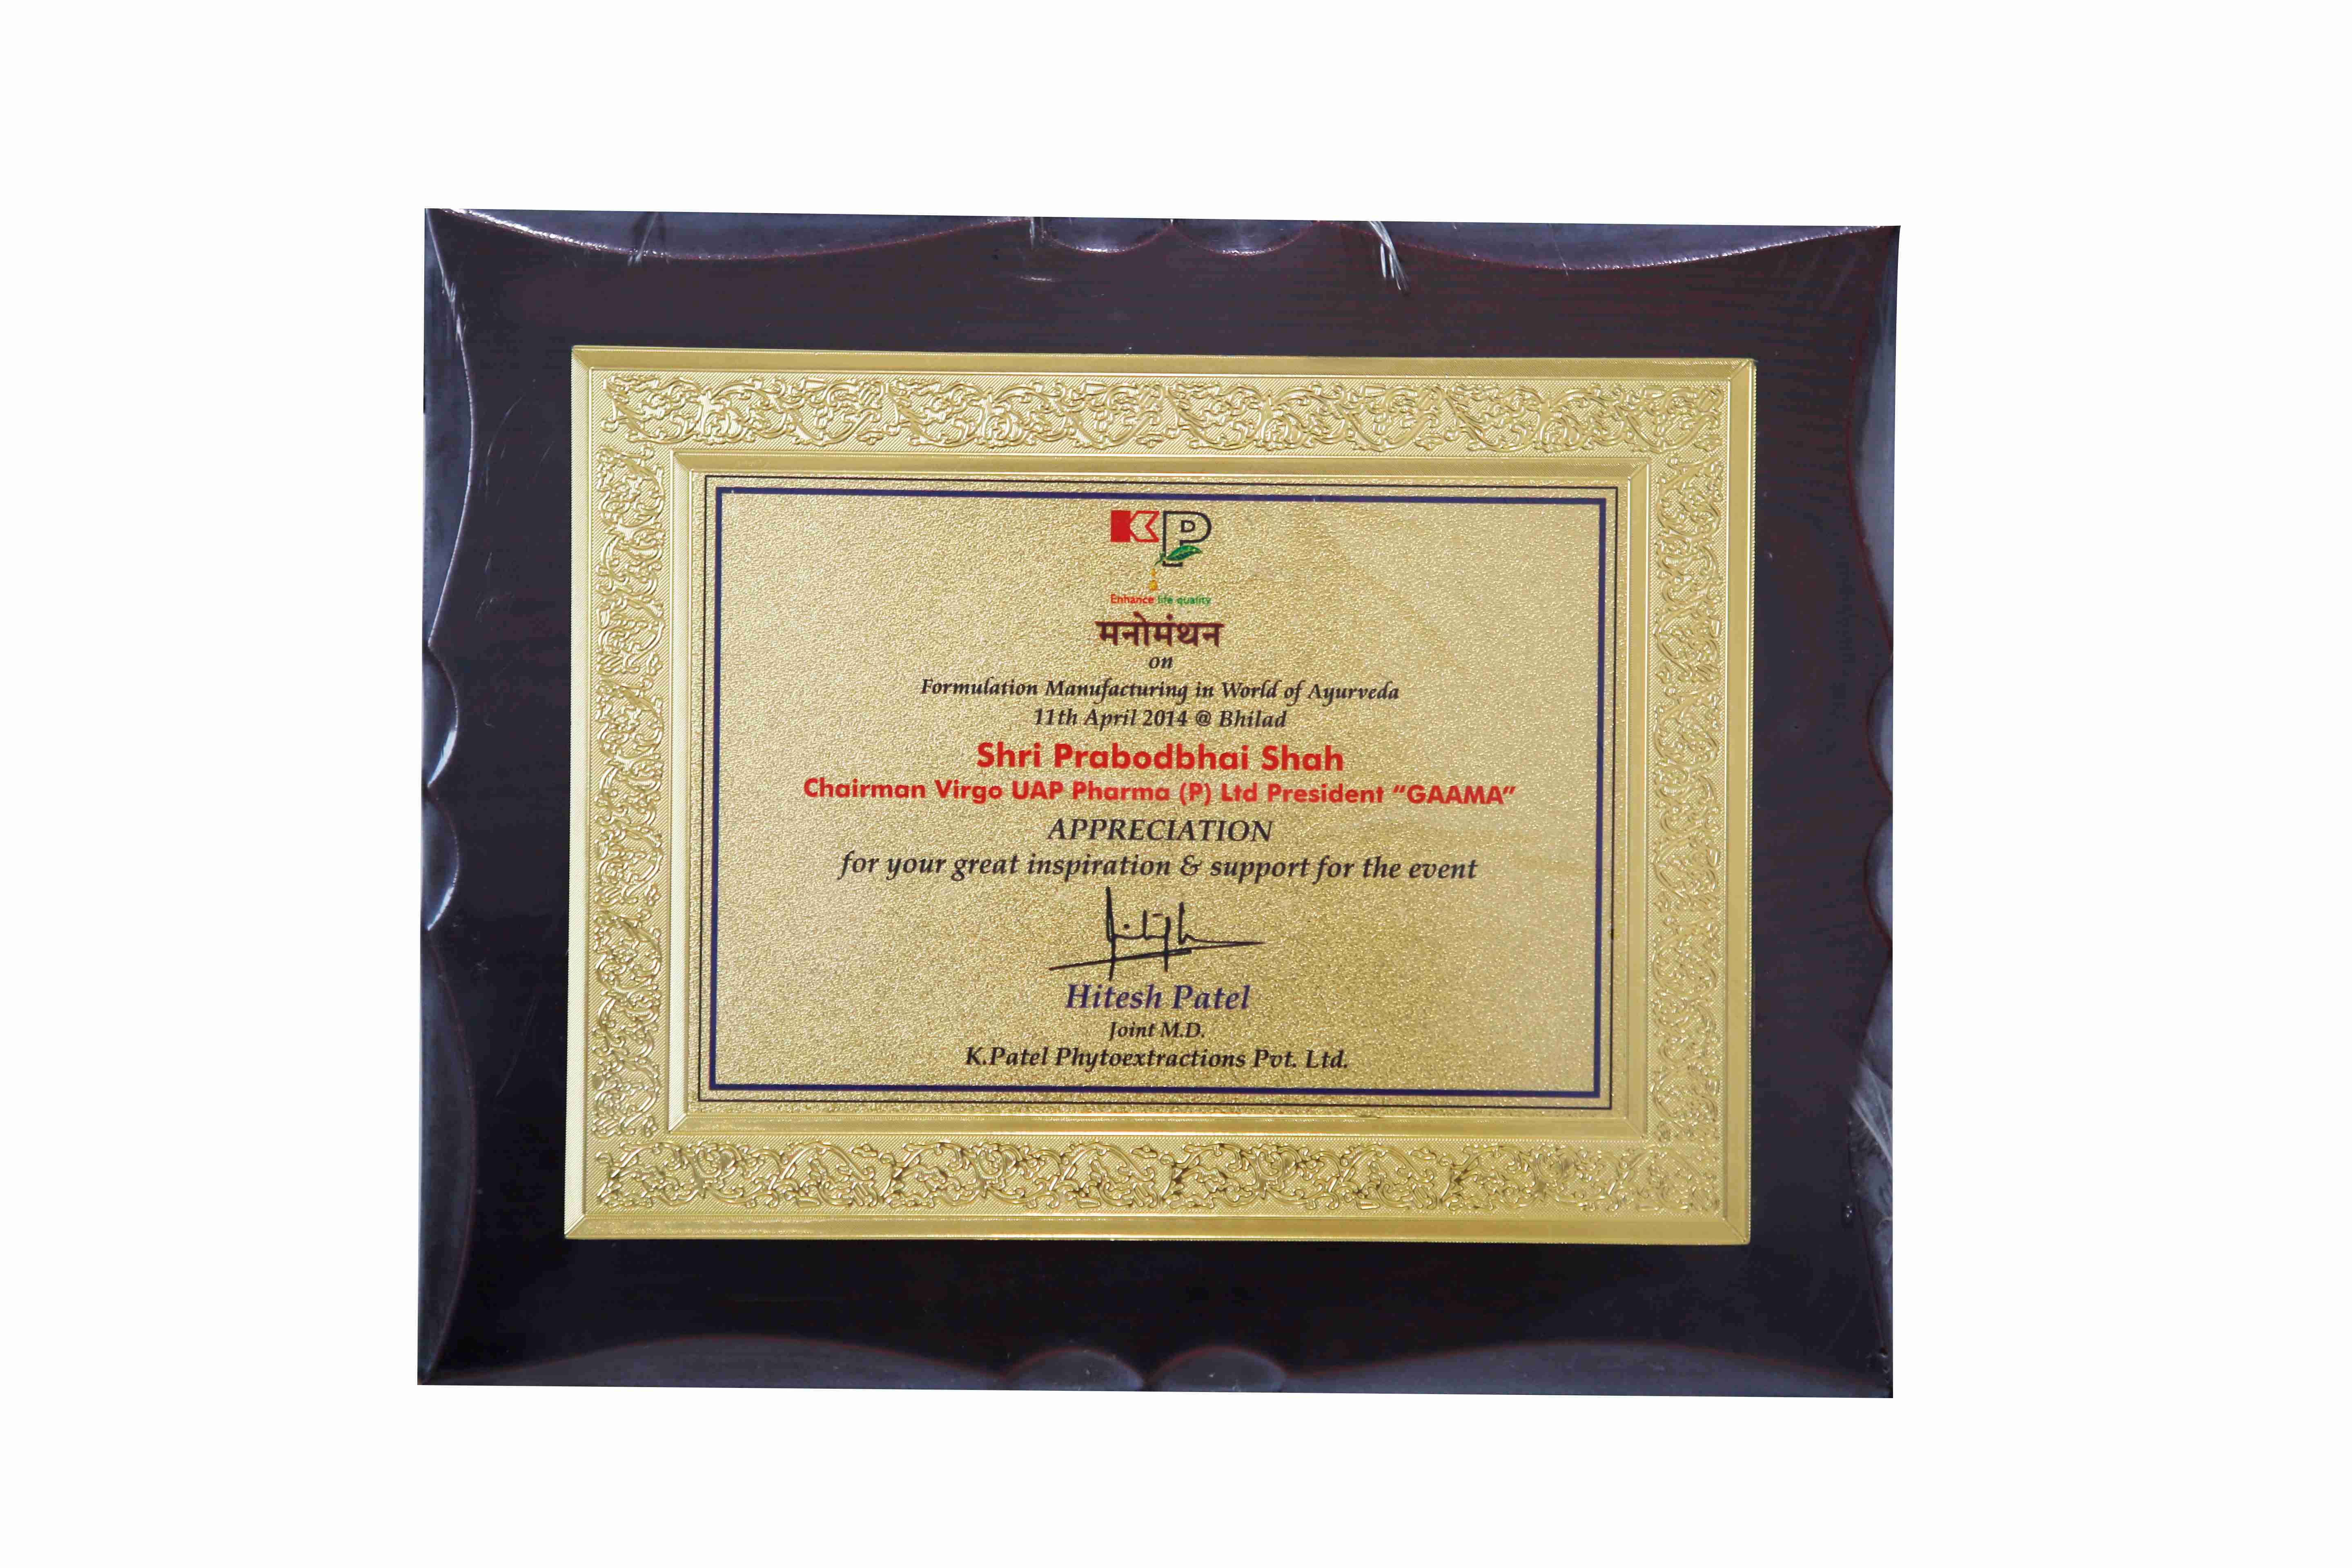 KP
Enhance life quality
मनोमंथन
on
Formulation Manufacturing in World of Ayurveda
11th April 2014 @ Bhilad
Shri Prabodbhai Shah
Chairman Virgo UAP Pharma (P) Ltd President "GAAMA"
APPRECIATION
for your great inspiration & support for the event
Hitesh Patel
Joint M.D.
K.Patel Phytoextractions Pvt. Ltd.